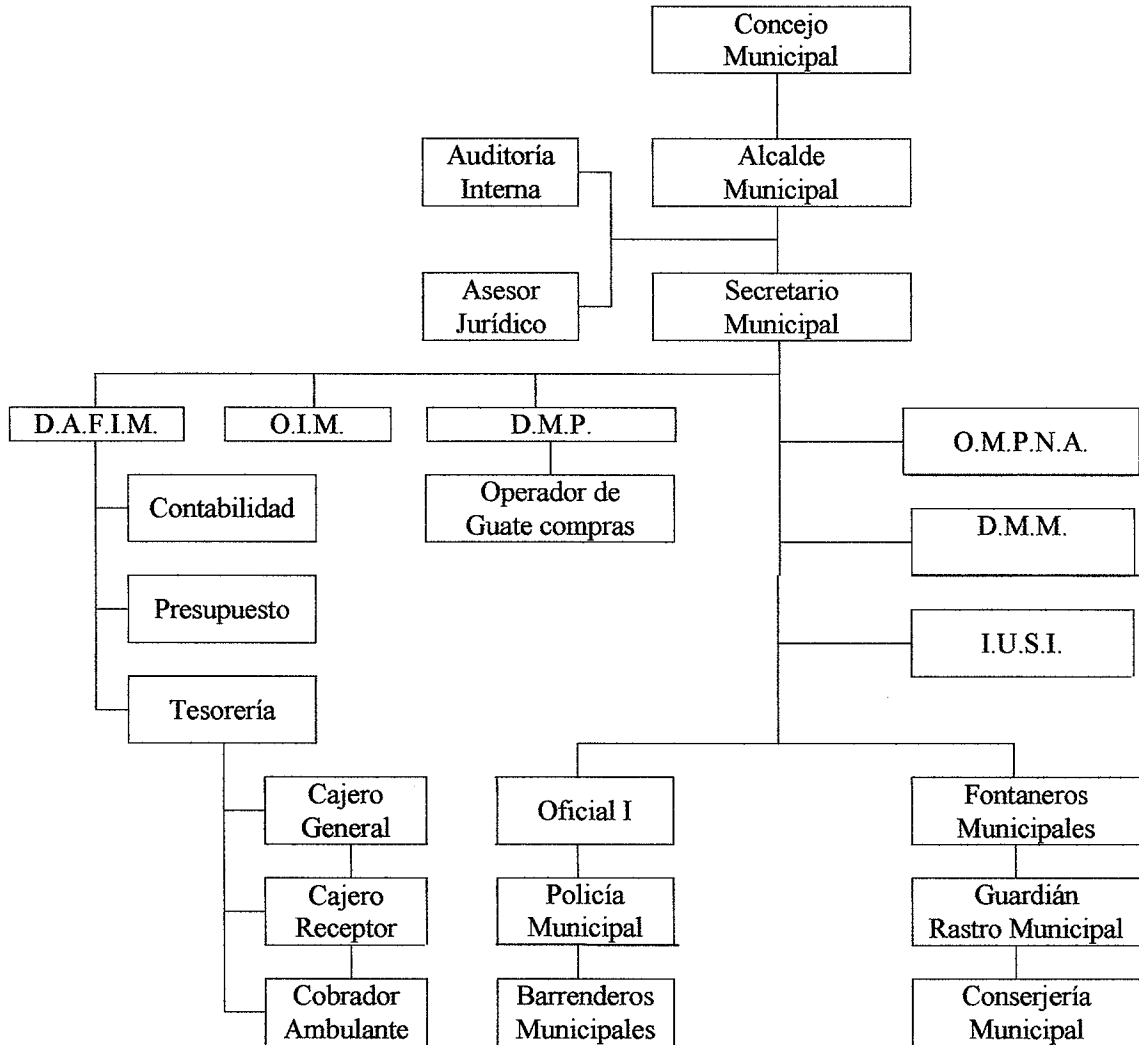 Concejo
Municipal
Auditoría
Interna
Alcalde
Municipal
Asesor
Jurídico
Secretario
Municipal
D.A.F.I.M.
O.I.M.
D.M.P.
O.M.P.N.A.
Contabilidad
Operador de
Guate compras
D.M.M.
Presupuesto
I.U.S.I.
Tesorería
Cajero
General
Oficial I
Fontaneros
Municipales
Cajero
Receptor
Policía
Municipal
Guardián
Rastro Municipal
Cobrador
Ambulante
Barrenderos
Municipales
Conserjería
Municipal